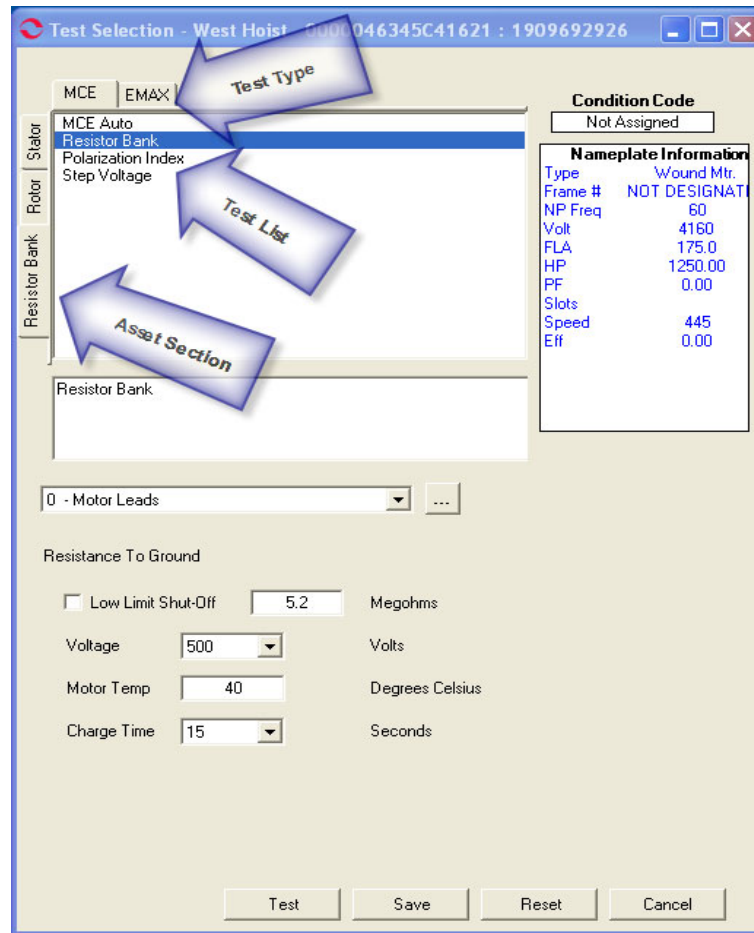 Test Selection - West Hoist 0000046345C41621 : 1909692926
MCE
EMAX
Test Type
Stator
Rotor
Resistor Bank
MCE Auto
Resistor Bank
Polarization Index
Step Voltage
Test List
Asset Section
Condition Code
Not Assigned
Nameplate Information
Type Wound Mtr.
Frame # NOT DESIGNATI
NP Freq 60
Volt 4160
FLA 175.0
HP 1250.00
PF 0.00
Slots
Speed 445
Eff 0.00
Resistor Bank
0 - Motor Leads
...
Resistance To Ground
Low Limit Shut-Off 5.2 Megohms
Voltage 500 Volts
Motor Temp 40 Degrees Celsius
Charge Time 15 Seconds
Test Save Reset Cancel